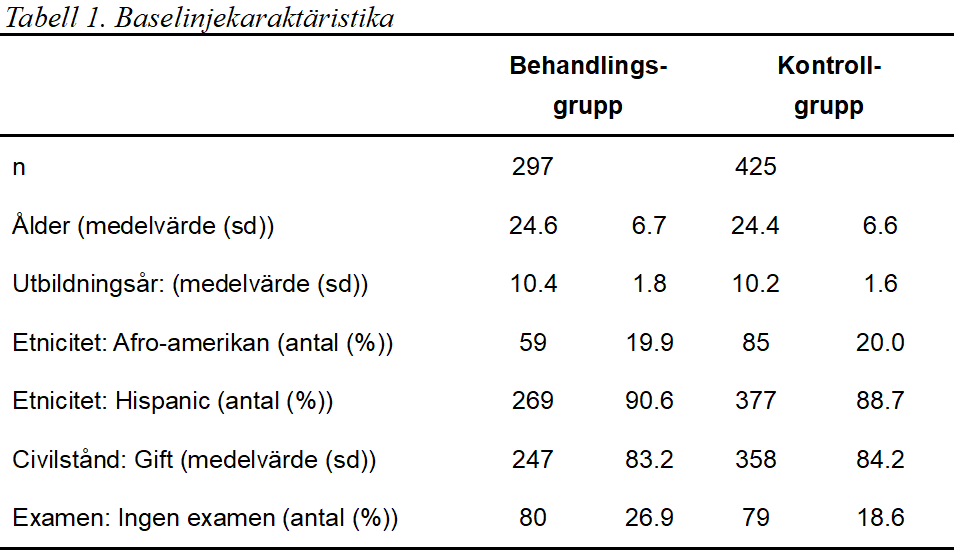 Tabell 1. Baselinjekaraktäristika
Behandlings- Kontroll-
grupp grupp
n 297 425
Ålder (medelvärde (sd)) 24.6 6.7 24.4 6.6
Utbildningsår: (medelvärde (sd)) 10.4 1.8 10.2 1.6
Etnicitet: Afro-amerikan (antal (%)) 59 19.9 85 20.0
Etnicitet: Hispanic (antal (%)) 269 90.6 377 88.7
Civilstånd: Gift (medelvärde (sd)) 247 83.2 358 84.2
Examen: Ingen examen (antal (%)) 80 26.9 79 18.6